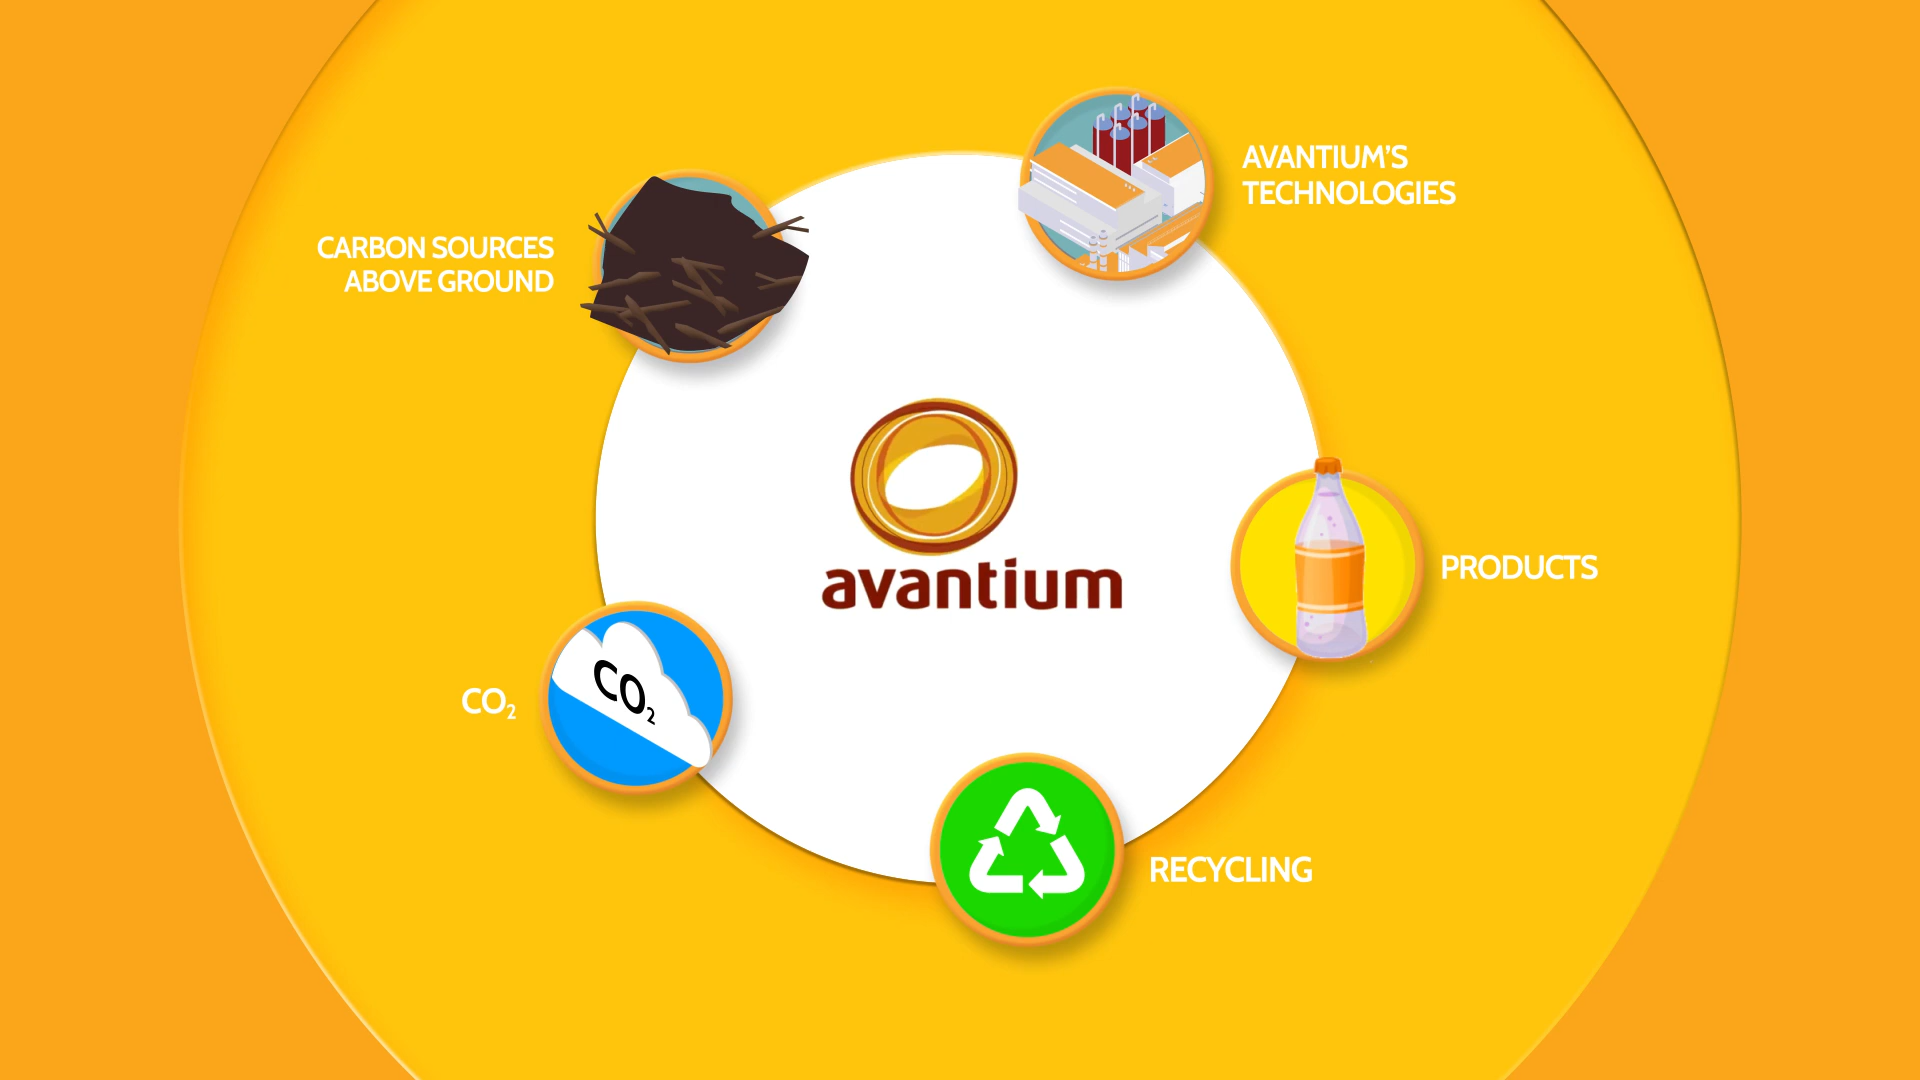 AVANTIUM'S
TECHNOLOGIES
CARBON SOURCES
ABOVE GROUND
avantium
PRODUCTS
CO₂
CO₂
RECYCLING